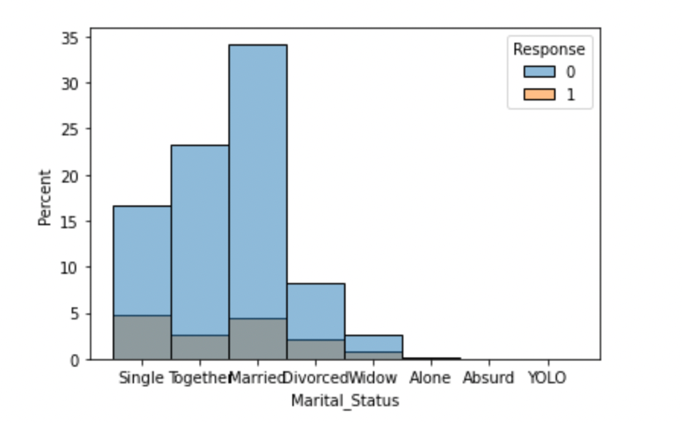 35
30
25
20
15
10
5
0
Percent
Response
0
1
Single Together Married Divorced Widow Alone Absurd YOLO
Marital_Status